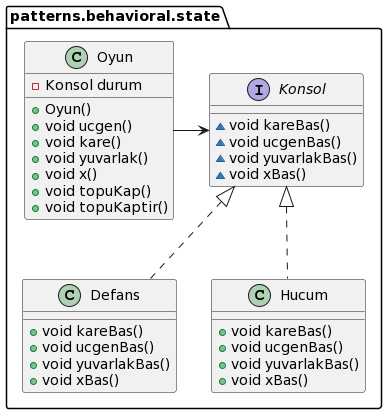 patterns.behavioral.state
C Oyun
Konsol durum
Oyun()
void ucgen()
void kare()
void yuvarlak()
void x()
void topuKap()
void topuKaptir()
I Konsol
void kareBas()
void ucgenBas()
void yuvarlakBas()
void xBas()
C Defans
void kareBas()
void ucgenBas()
void yuvarlakBas()
void xBas()
C Hucum
void kareBas()
void ucgenBas()
void yuvarlakBas()
void xBas()